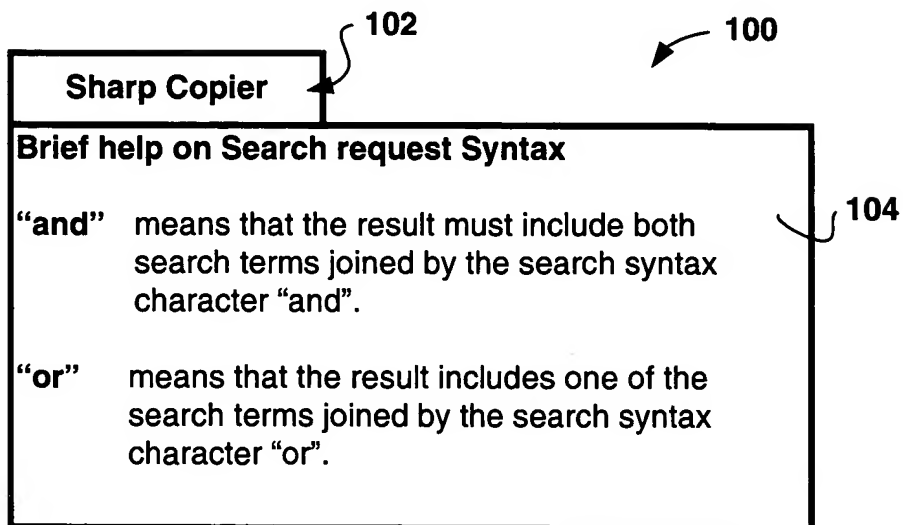 102
100
Sharp Copier
Brief help on Search request Syntax
104
“and” means that the result must include both
search terms joined by the search syntax
character “and”.
“or” means that the result includes one of the
search terms joined by the search syntax
character “or”.